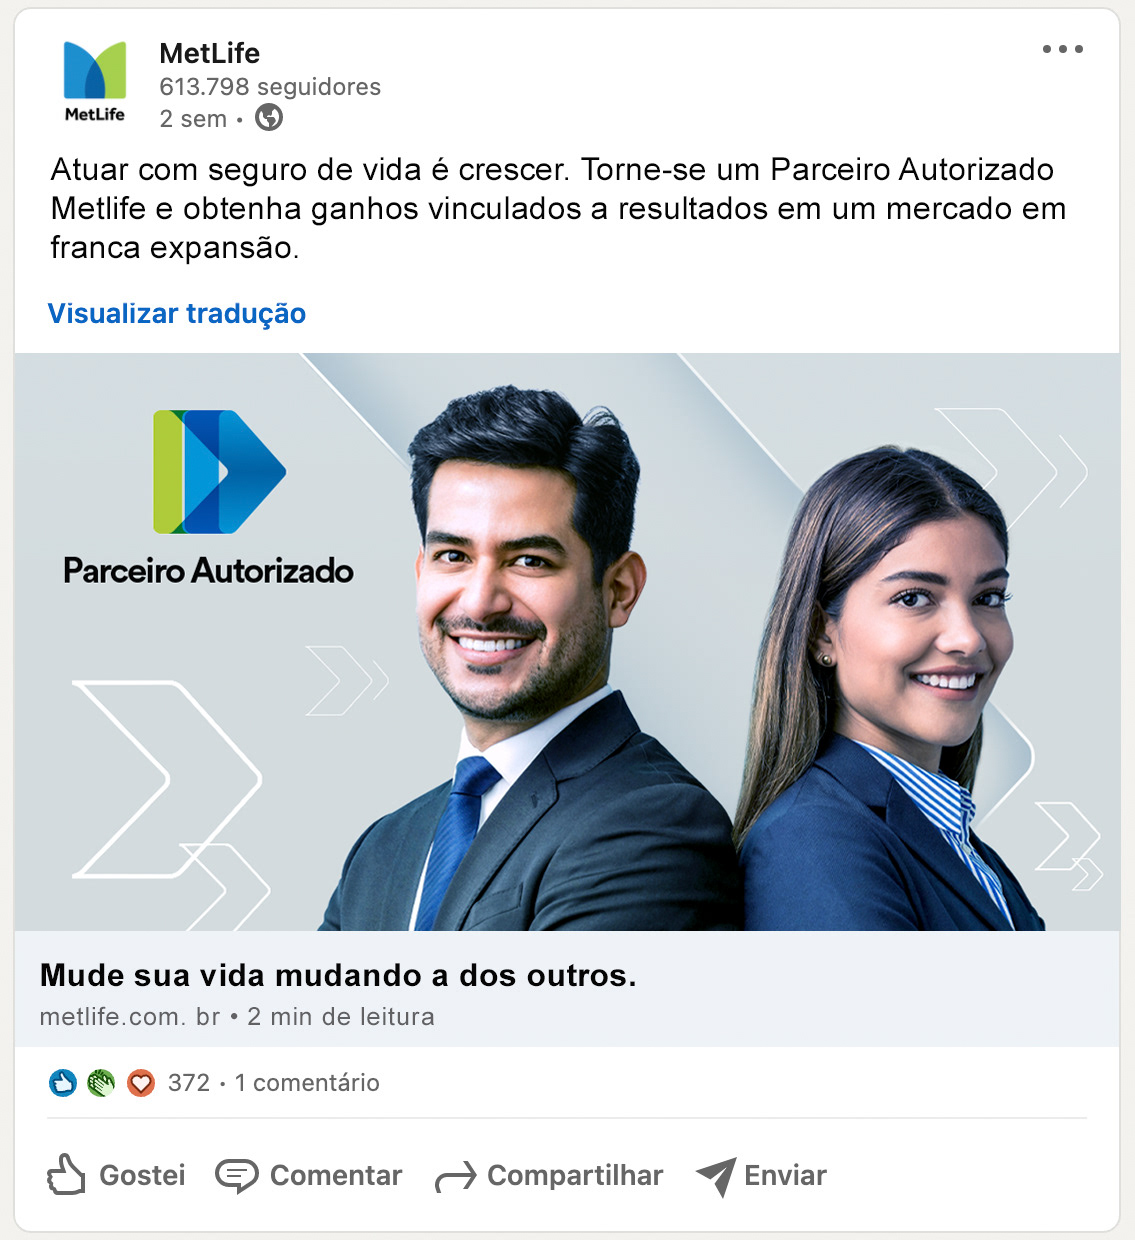 MetLife
613.798 seguidores
2 sem •
MetLife
Atuar com seguro de vida é crescer. Torne-se um Parceiro Autorizado
Metlife e obtenha ganhos vinculados a resultados em um mercado em
franca expansão.
Visualizar tradução
Parceiro Autorizado
Mude sua vida mudando a dos outros.
metlife.com. br • 2 min de leitura
372 · 1 comentário
Gostei Comentar Compartilhar Enviar